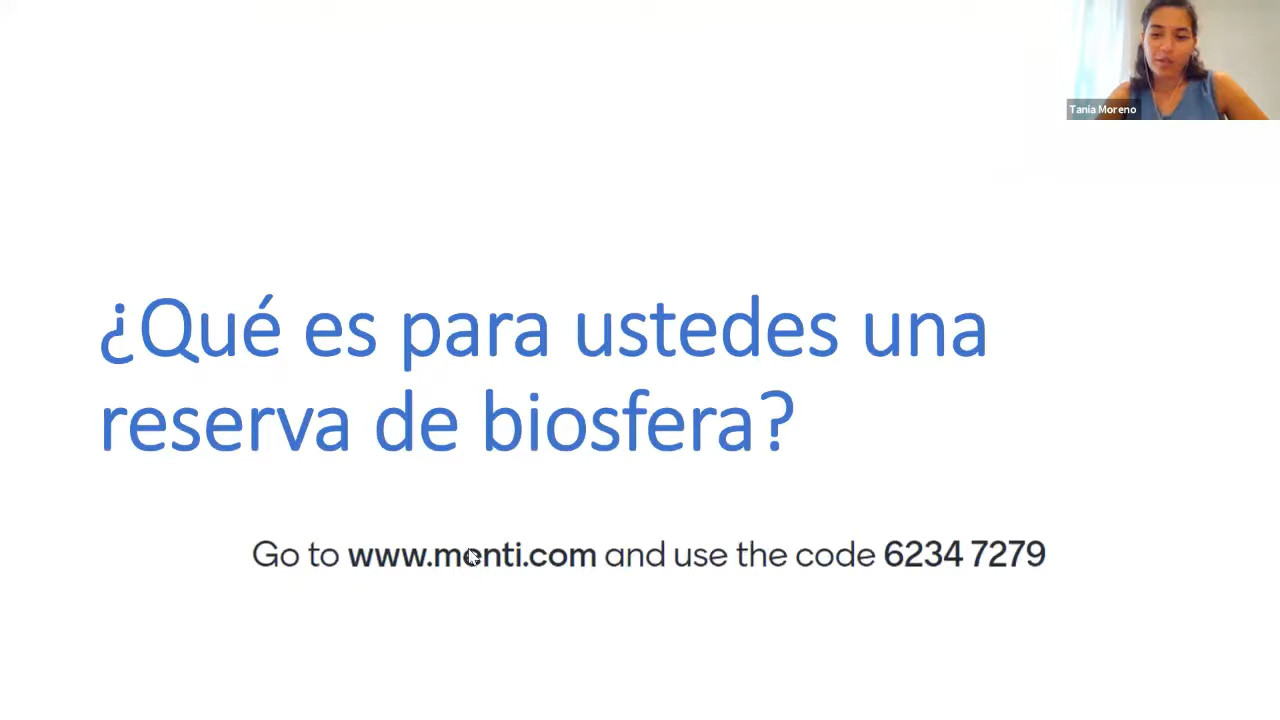 Tania Moreno
¿Qué es para ustedes una
reserva de biosfera?
Go to www.menti.com and use the code 6234 7279